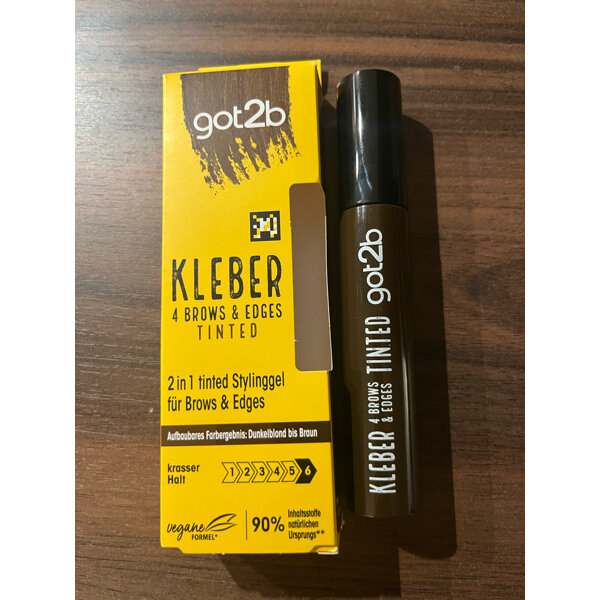 got2b
KLEBER
4 BROWS & EDGES
TINTED
2 in 1 tinted Stylinggel
für Brows & Edges
Aufbaubares Farbergebnis: Dunkelblond bis Braun
krasser
Halt
1 2 3 4 5 6
vegane
FORMEL*
90%
Inhaltsstoffe
natürlichen
Ursprungs**
KLEBER 4 BROWS & EDGES TINTED got2b